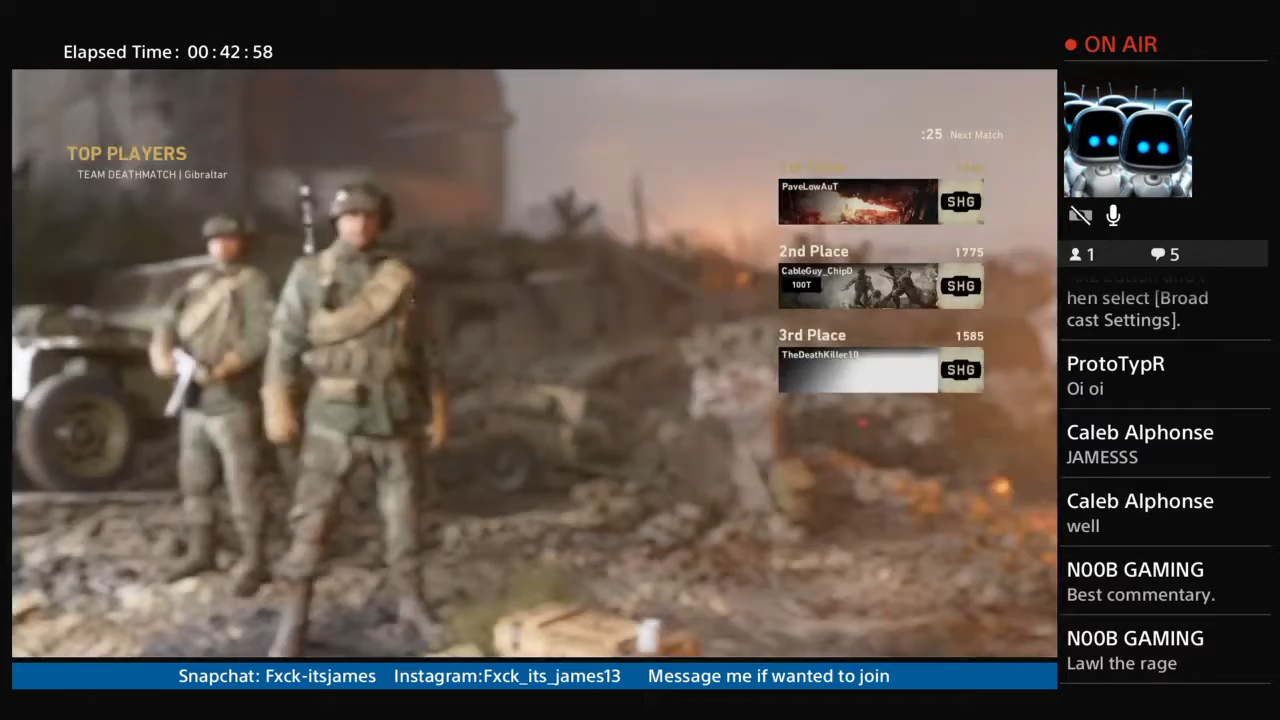 Elapsed Time: 00:42:58
ON AIR
TOP PLAYERS
TEAM DEATHMATCH | Gibraltar
:25 Next Match
PaveLowAuT
SHG
2nd Place 1775
CableGuy_ChipD
100T
SHG
3rd Place 1585
TheDeathKiller10
SHG
1
5
hen select [Broad
cast Settings].
ProtoTypR
Oi oi
Caleb Alphonse
JAMESSS
Caleb Alphonse
well
N00B GAMING
Best commentary.
N00B GAMING
Lawl the rage
Snapchat: Fxck-itsjames Instagram:Fxck_its_james13 Message me if wanted to join